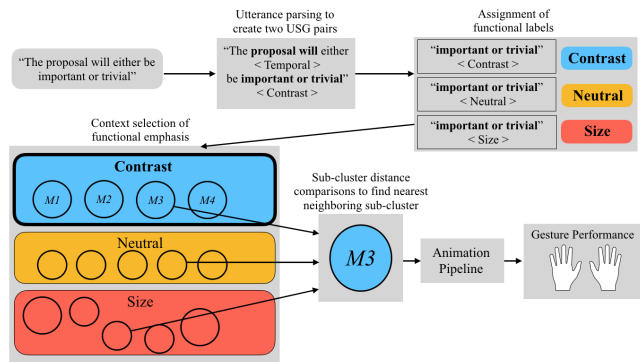 Utterance parsing to
create two USG pairs
Assignment of
functional labels
“The proposal will either be
important or trivial”
“The proposal will either
< Temporal >
be important or trivial”
< Contrast >
“important or trivial”
< Contrast >
Contrast
“important or trivial”
< Neutral >
Neutral
“important or trivial”
< Size >
Size
Context selection of
functional emphasis
Contrast
M1 M2 M3 M4
Neutral
Size
Sub-cluster distance
comparisons to find nearest
neighboring sub-cluster
M3
Animation
Pipeline
Gesture Performance